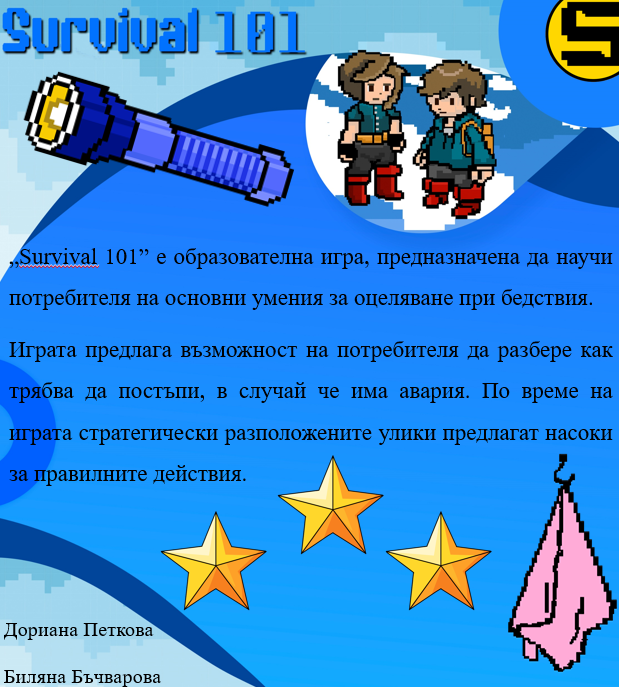 Survival 101
S
„Survival 101” е образователна игра, предназначена да научи
потребителя на основни умения за оцеляване при бедствия.
Играта предлага възможност на потребителя да разбере как
трябва да постъпи, в случай че има авария. По време на
играта стратегически разположените улики предлагат насоки
за правилните действия.
Дориана Петкова
Биляна Бъчварова